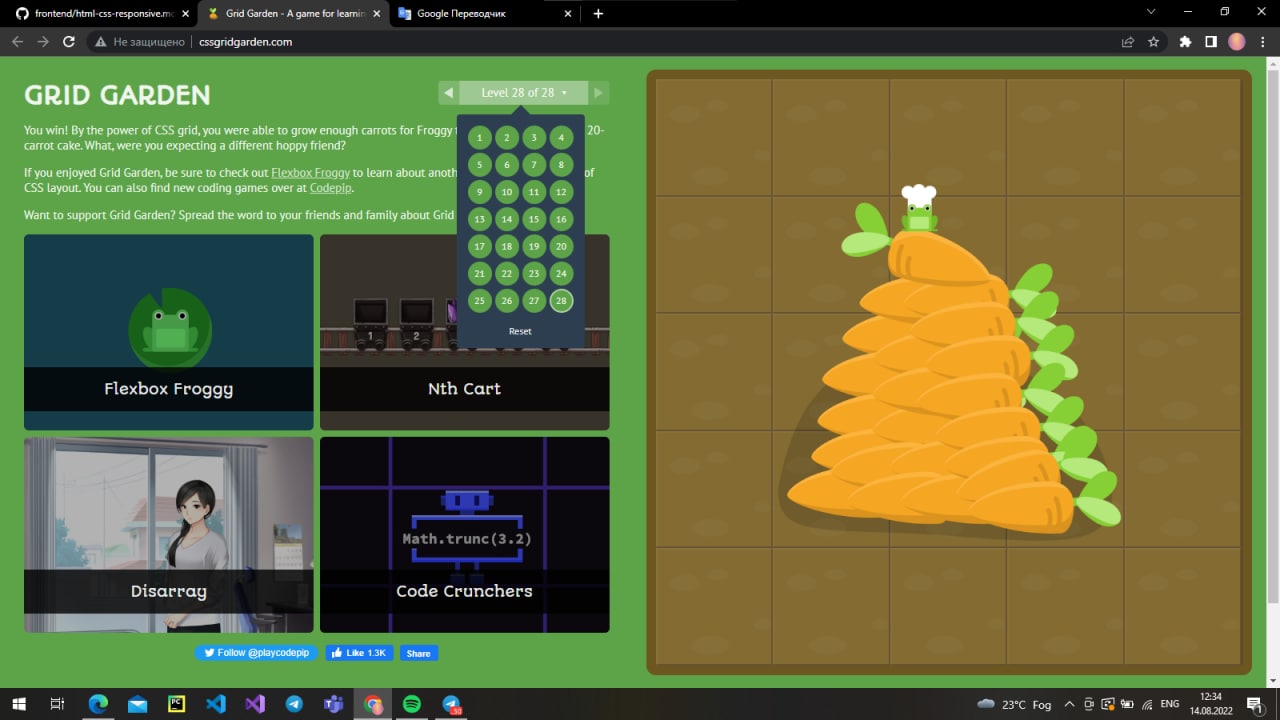 frontend/html-css-responsive.mc
Grid Garden - A game for learnin
Google Переводчик
Не защищено
cssgridgarden.com
GRID GARDEN
Level 28 of 28
You win! By the power of CSS grid, you were able to grow enough carrots for Froggy 20-
carrot cake. What, were you expecting a different hoppy friend?
If you enjoyed Grid Garden, be sure to check out Flexbox Froggy to learn about of
CSS layout. You can also find new coding games over at Codepip.
Want to support Grid Garden? Spread the word to your friends and family about Grid
1 2 3 4
5 6 7 8
9 10 11 12
13 14 15 16
17 18 19 20
21 22 23 24
25 26 27 28
Reset
1 2
Flexbox Froggy
Nth Cart
Math.trunc(3.2)
Disarray
Code Crunchers
Follow @playcodepip
Like 1.3K
Share
PC
50
23°C Fog
ENG
12:34
14.08.2022
1